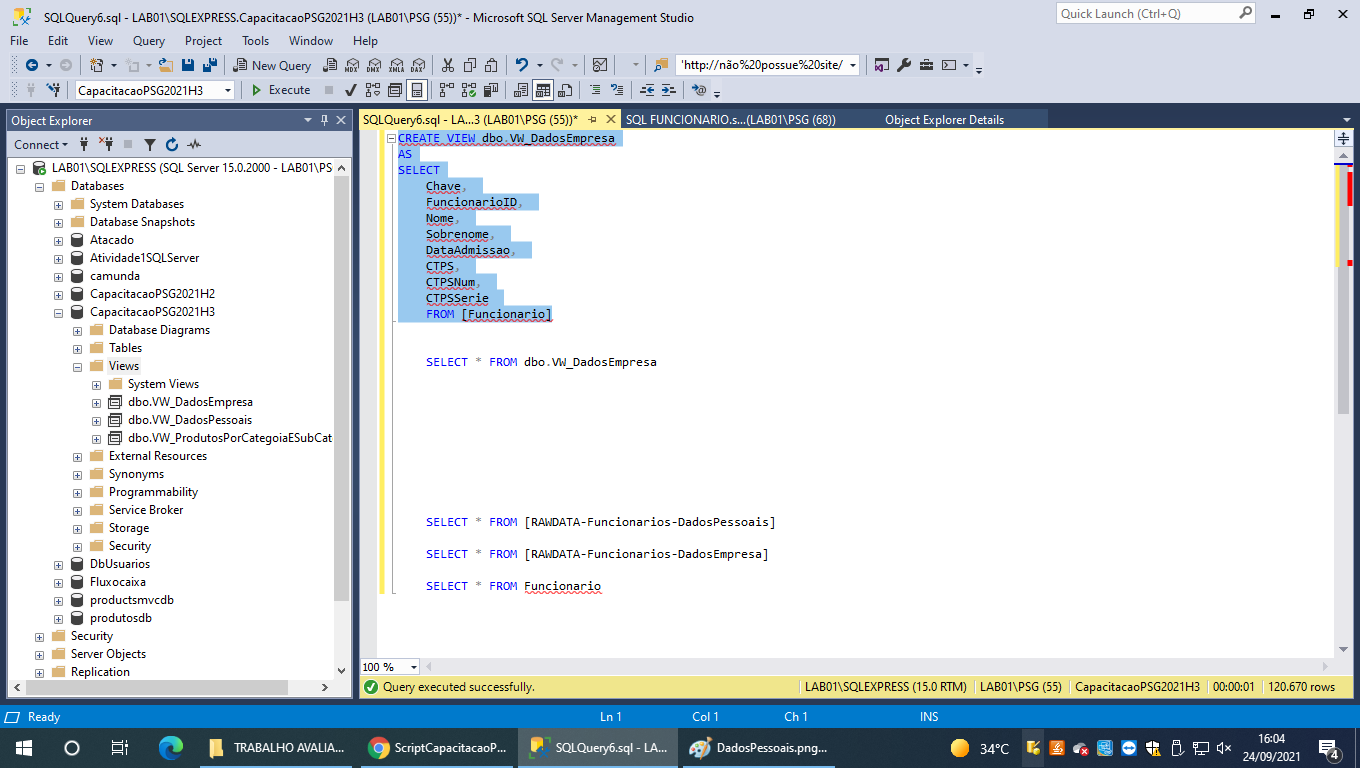 SQLQuery6.sql - LAB01\SQLEXPRESS.CapacitacaoPSG2021H3 (LAB01\PSG (55))* - Microsoft SQL Server Management Studio
Quick Launch (Ctrl+Q)
File Edit View Query Project Tools Window Help
New Query
MDX DMX XMLA DAX
'http://não%20possue%20site/
CapacitacaoPSG2021H3
Execute
Object Explorer
SQLQuery6.sql - LA...3 (LAB01\PSG (55))*
SQL FUNCIONARIO.s...(LAB01\PSG (68))
Object Explorer Details
Connect
LAB01\SQLEXPRESS (SQL Server 15.0.2000 - LAB01\PS
Databases
System Databases
Database Snapshots
Atacado
Atividade1SQLServer
camunda
CapacitacaoPSG2021H2
CapacitacaoPSG2021H3
Database Diagrams
Tables
Views
System Views
dbo.VW_DadosEmpresa
dbo.VW_DadosPessoais
dbo.VW_ProdutosPorCategoiaESubCat
External Resources
Synonyms
Programmability
Service Broker
Storage
Security
DbUsuarios
Fluxocaixa
productsmvcdb
produtosdb
Security
Server Objects
Replication
CREATE VIEW dbo.VW_DadosEmpresa
AS
SELECT
Chave,
FuncionarioID,
Nome,
Sobrenome,
DataAdmissao,
CTPS,
CTPSNum,
CTPSSerie
FROM [Funcionario]
SELECT * FROM dbo.VW_DadosEmpresa
SELECT * FROM [RAWDATA-Funcionarios-DadosPessoais]
SELECT * FROM [RAWDATA-Funcionarios-DadosEmpresa]
SELECT * FROM Funcionario
100 %
Query executed successfully.
LAB01\SQLEXPRESS (15.0 RTM)
LAB01\PSG (55)
CapacitacaoPSG2021H3
00:00:01
120.670 rows
Ready
Ln 1
Col 1
Ch 1
INS
TRABALHO AVALIA...
ScriptCapacitacaoP...
SQLQuery6.sql - LA...
DadosPessoais.png...
34°C
16:04
24/09/2021
4